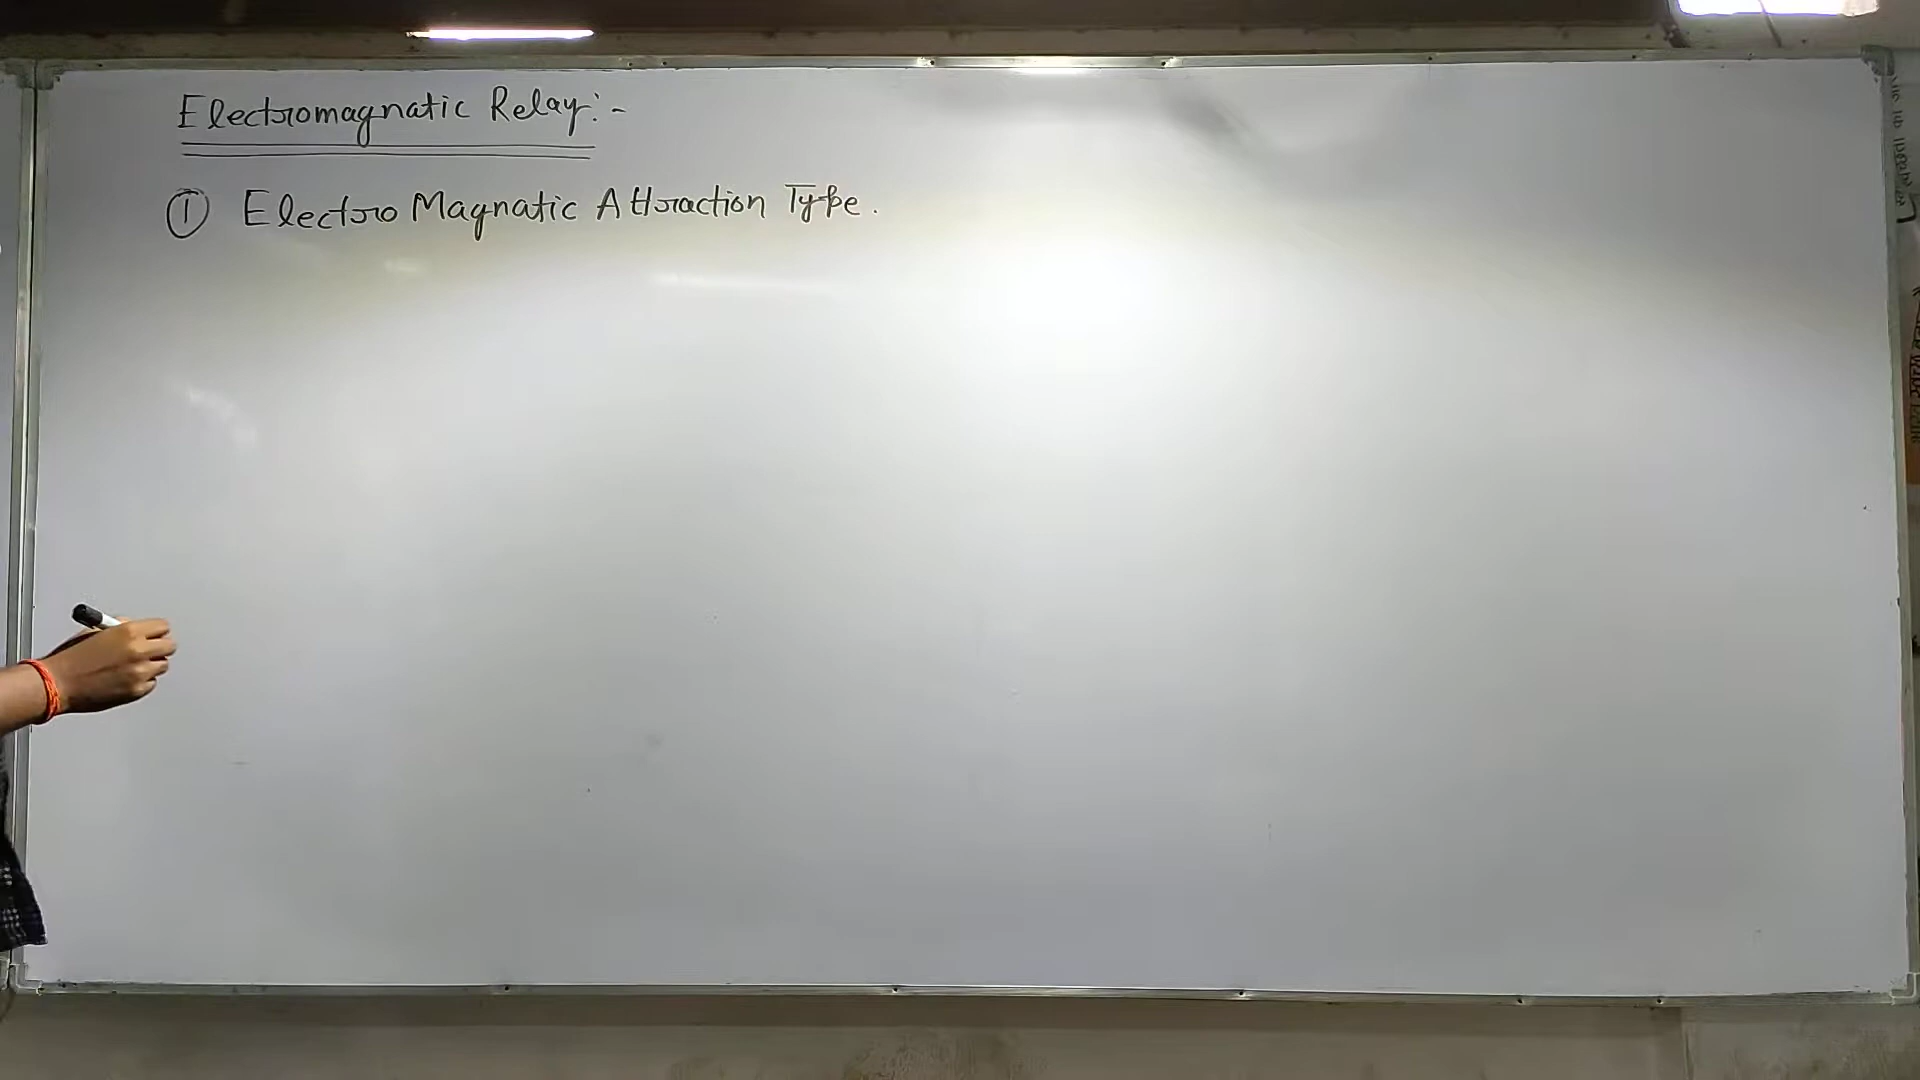 Electromagnatic Relay:-
① Electro Magnatic Attraction Type.